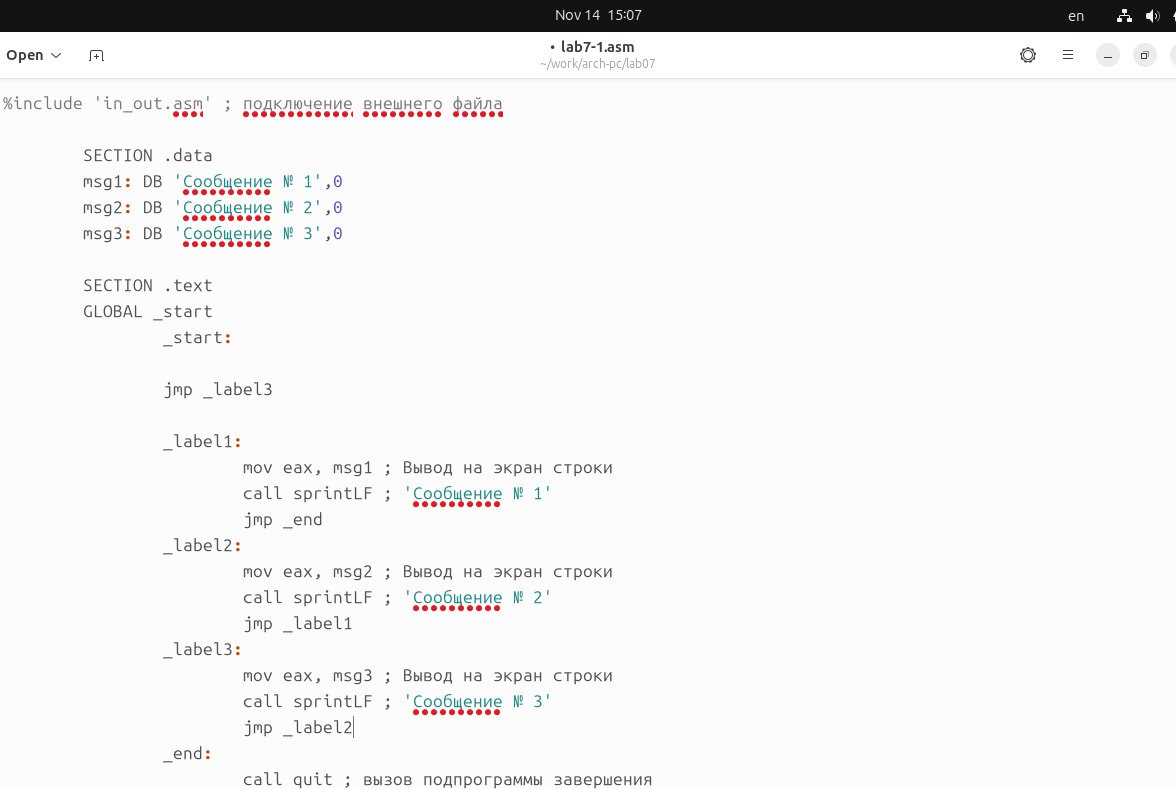 Nov 14 15:07
en
Open
• lab7-1.asm
~/work/arch-pc/lab07
%include 'in_out.asm' ; подключение внешнего файла
SECTION .data
msg1: DB 'Сообщение № 1',0
msg2: DB 'Сообщение № 2',0
msg3: DB 'Сообщение № 3',0
SECTION .text
GLOBAL _start
_start:
jmp _label3
_label1:
mov eax, msg1 ; Вывод на экран строки
call sprintLF ; 'Сообщение № 1'
jmp _end
_label2:
mov eax, msg2 ; Вывод на экран строки
call sprintLF ; 'Сообщение № 2'
jmp _label1
_label3:
mov eax, msg3 ; Вывод на экран строки
call sprintLF ; 'Сообщение № 3'
jmp _label2
_end:
call quit ; вызов подпрограммы завершения